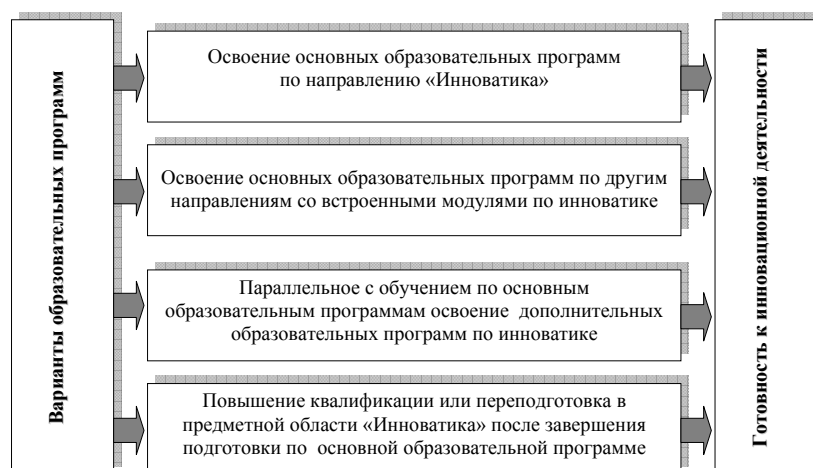 Варианты образовательных программ
Освоение основных образовательных программ
по направлению «Инноватика»
Освоение основных образовательных программ по другим
направлениям со встроенными модулями по инноватике
Параллельное с обучением по основным
образовательным программам освоение дополнительных
образовательных программ по инноватике
Повышение квалификации или переподготовка в
предметной области «Инноватика» после завершения
подготовки по основной образовательной программе
Готовность к инновационной деятельности